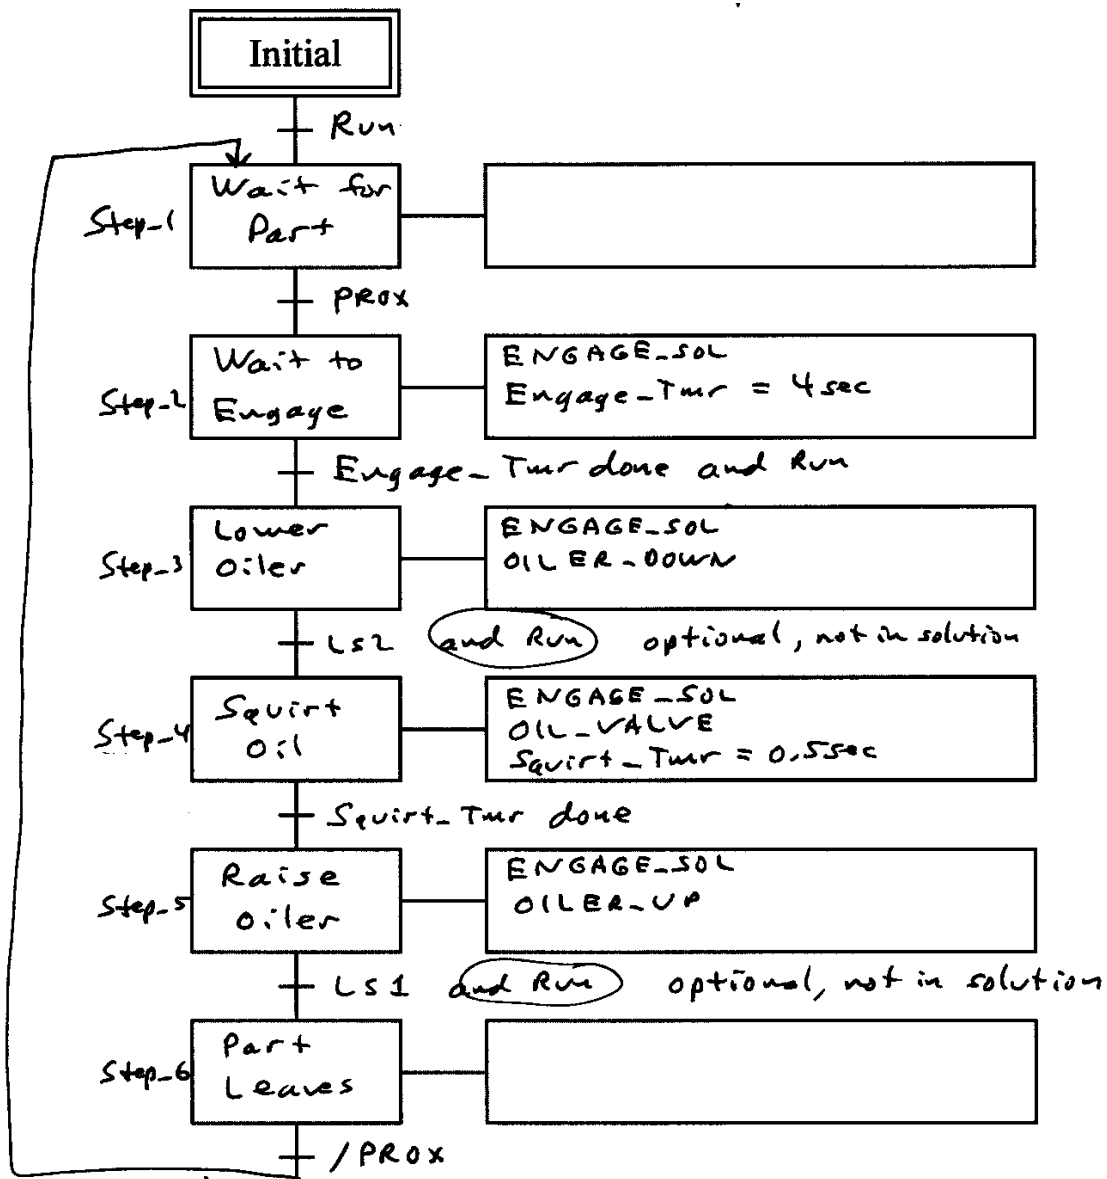 Initial
Run
Step-1
Wait for
Part
PROX
Step-2
Wait to
Engage
ENGAGE_SOL
Engage_Tmr = 4 sec
Engage_Tmr done and Run
Step-3
Lower
Oiler
ENGAGE_SOL
OILER_DOWN
LS2 and Run optional, not in solution
Step-4
Squirt
Oil
ENGAGE_SOL
OIL_VALVE
Squirt_Tmr = 0.5sec
Squirt_Tmr done
Step-5
Raise
Oiler
ENGAGE_SOL
OILER_UP
LS1 and Run optional, not in solution
Step-6
Part
Leaves
/PROX